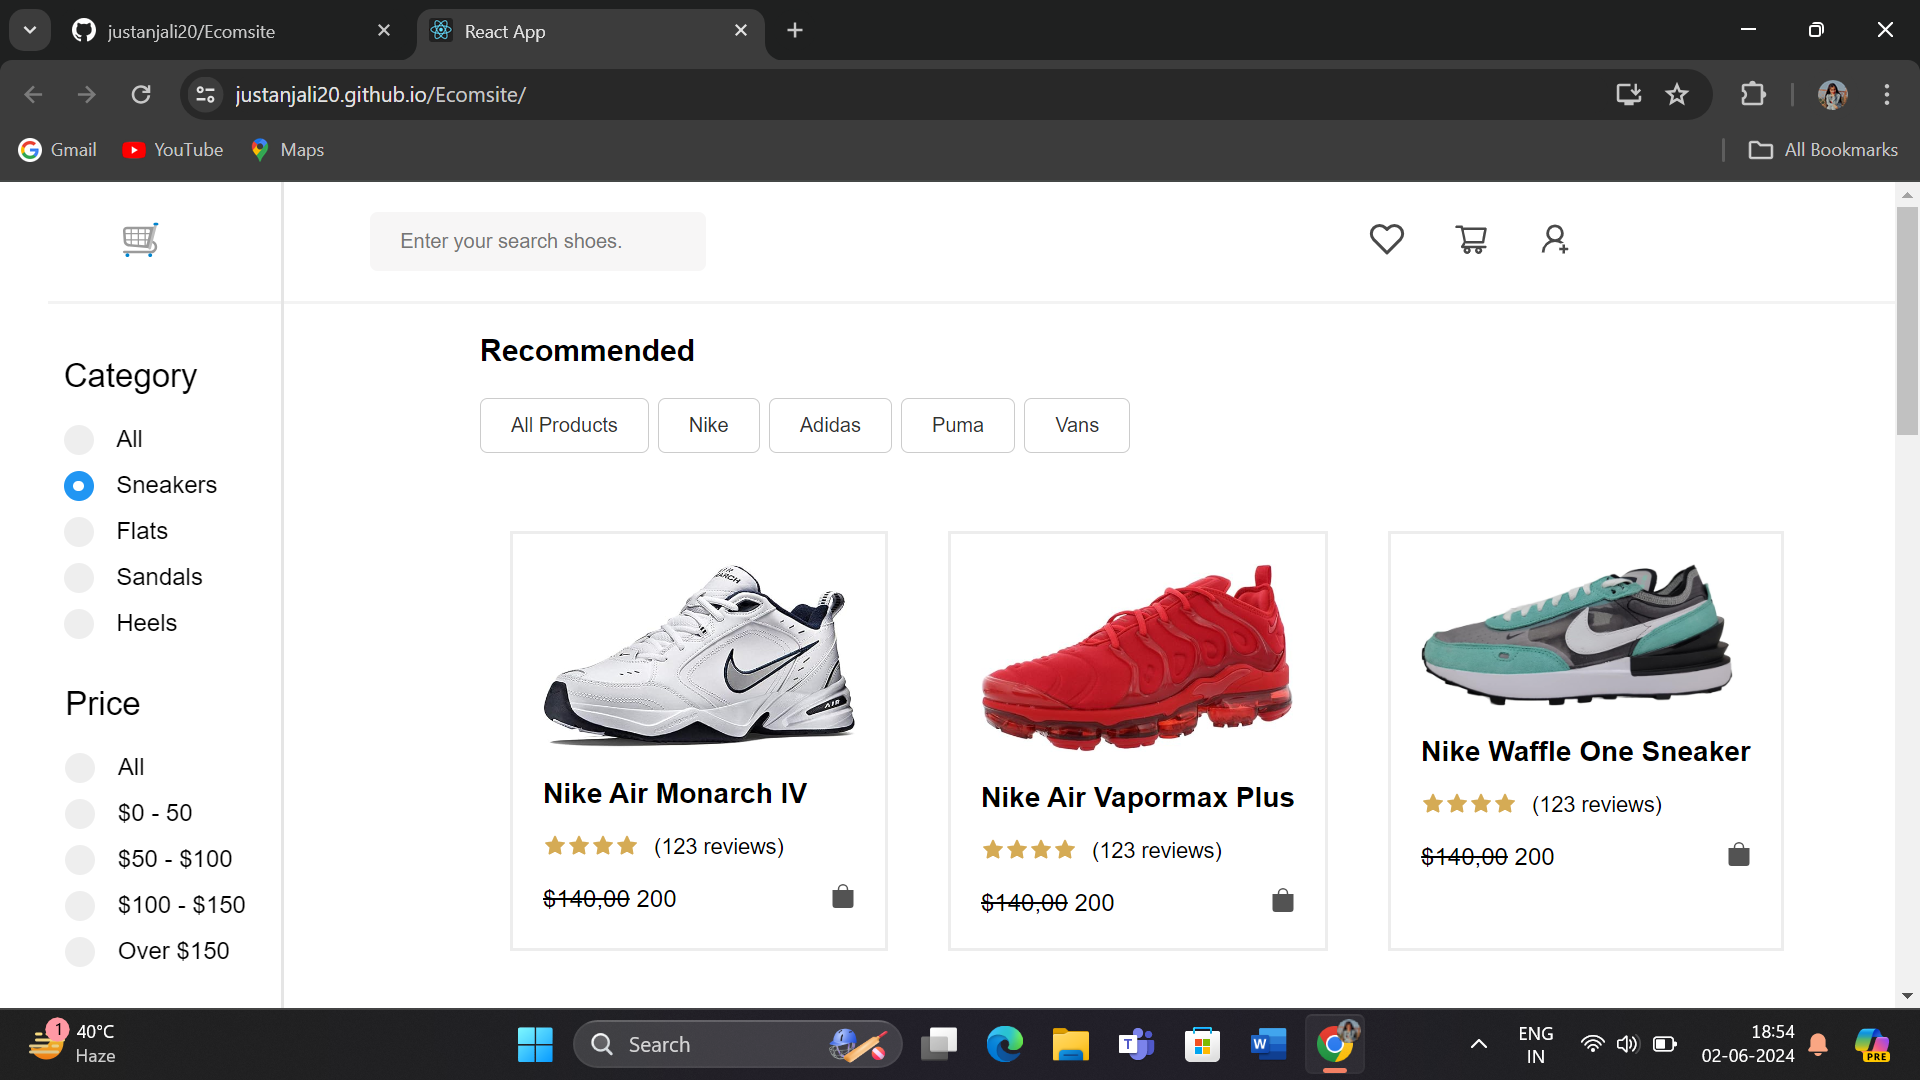 justanjali20/Ecomsite
React App
justanjali20.github.io/Ecomsite/
Gmail
YouTube
Maps
All Bookmarks
Enter your search shoes.
Category
All
Sneakers
Flats
Sandals
Heels
Price
All
$0 - 50
$50 - $100
$100 - $150
Over $150
Recommended
All Products
Nike
Adidas
Puma
Vans
Nike Air Monarch IV
(123 reviews)
$140,00 200
Nike Air Vapormax Plus
(123 reviews)
$140,00 200
Nike Waffle One Sneaker
(123 reviews)
$140,00 200
1
40°C
Haze
Search
ENG
IN
18:54
02-06-2024
PRE